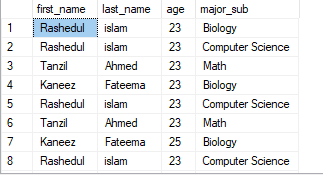 first_name last_name age major_sub
1 Rashedul islam 23 Biology
2 Rashedul islam 23 Computer Science
3 Tanzil Ahmed 23 Math
4 Kaneez Fateema 23 Biology
5 Rashedul islam 23 Computer Science
6 Tanzil Ahmed 23 Math
7 Kaneez Fateema 25 Biology
8 Rashedul islam 23 Computer Science